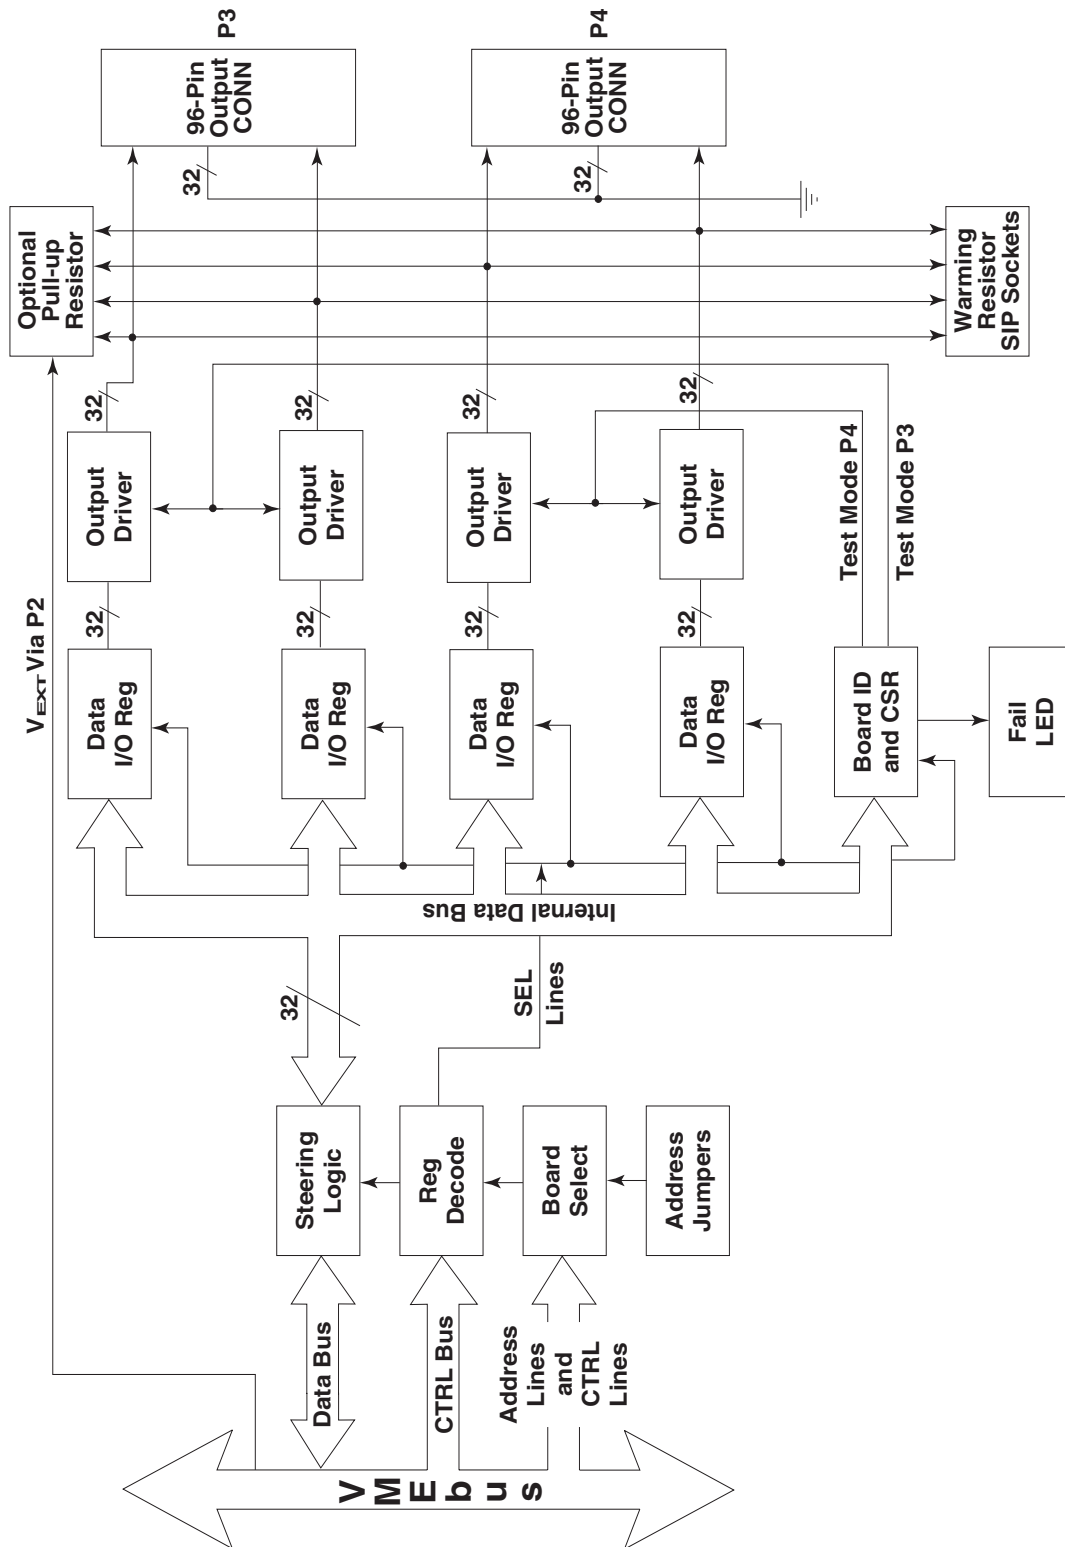 VMEbus
Data Bus
CTRL Bus
Address
Lines
and
CTRL
Lines
VEXT Via P2
Steering
Logic
Reg
Decode
Board
Select
Address
Jumpers
32
SEL
Lines
Internal Data Bus
Data
I/O Reg
Data
I/O Reg
Data
I/O Reg
Data
I/O Reg
Board ID
and CSR
Fail
LED
32
32
32
32
Output
Driver
Output
Driver
Output
Driver
Output
Driver
Test Mode P4
Test Mode P3
32
32
32
32
Optional
Pull-up
Resistor
Warming
Resistor
SIP Sockets
32
32
96-Pin
Output
CONN
96-Pin
Output
CONN
P3
P4